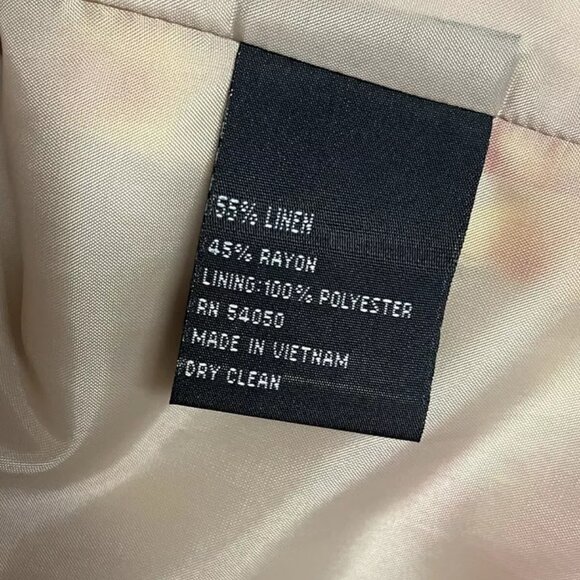 55% LINEN
45% RAYON
LINING:100% POLYESTER
RN 54050
MADE IN VIETNAM
DRY CLEAN